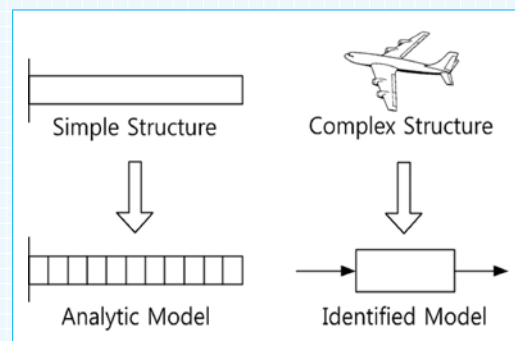 Simple Structure
Complex Structure
Analytic Model
Identified Model